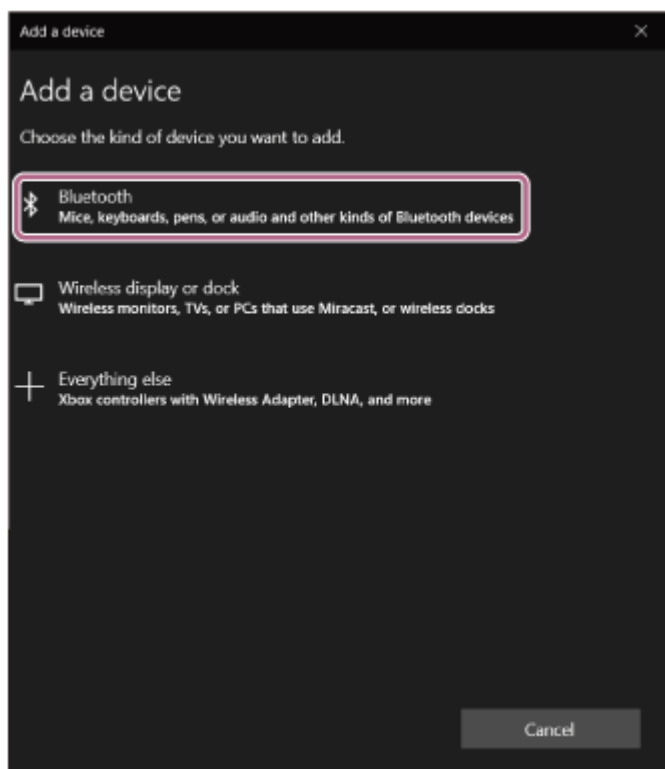 Add a device
Add a device
Choose the kind of device you want to add.
Bluetooth
Mice, keyboards, pens, or audio and other kinds of Bluetooth devices
Wireless display or dock
Wireless monitors, TVs, or PCs that use Miracast, or wireless docks
Everything else
Xbox controllers with Wireless Adapter, DLNA, and more
Cancel